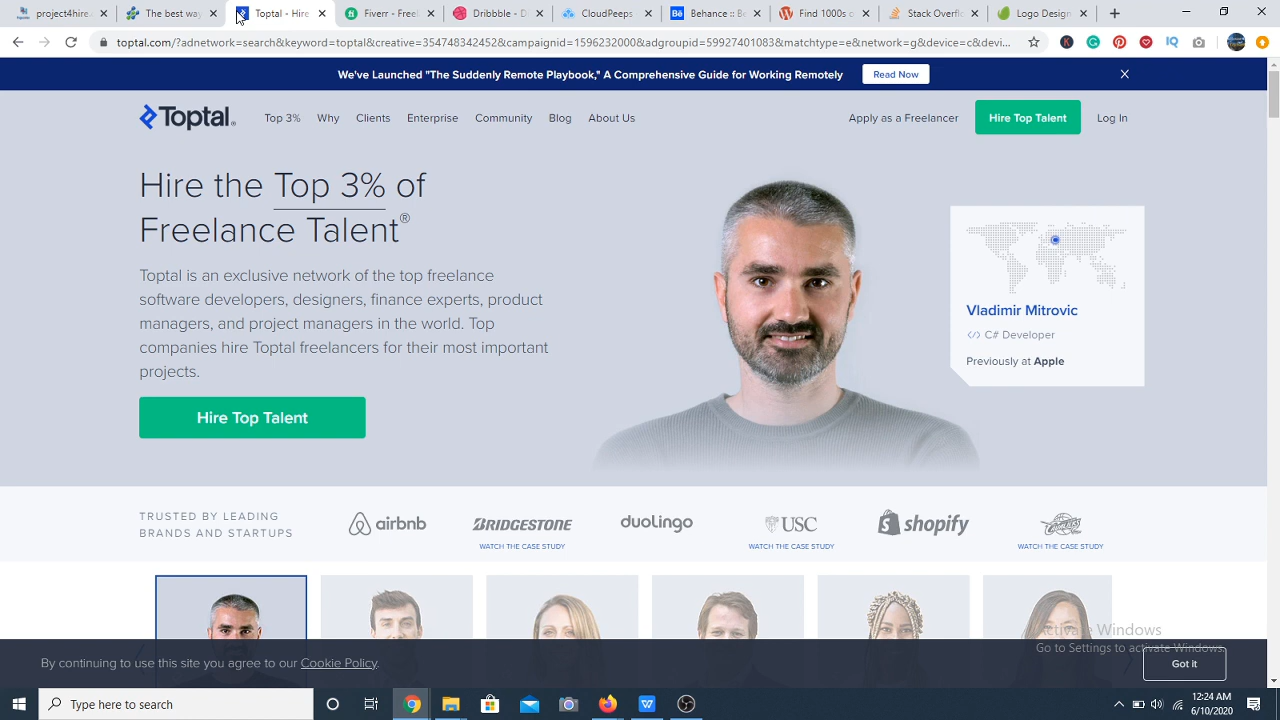 project4hire
The best way
Toptal - Hire
Fiverr - Free
Dribbble - D
CloudPeeps
Behance :: Be
Find 1,100s o
Stack Overfl
Logo Design
toptal.com/?adnetwork=search&keyword=toptal&creative=354748342452&campaignid=1596232000&adgroupid=59927401083&matchtype=e&network=g&device=c&devi...
We've Launched "The Suddenly Remote Playbook," A Comprehensive Guide for Working Remotely
Read Now
Toptal
Top 3% Why Clients Enterprise Community Blog About Us
Apply as a Freelancer Hire Top Talent Log In
Hire the Top 3% of
Freelance Talent®
Toptal is an exclusive network of the top freelance
software developers, designers, finance experts, product
managers, and project managers in the world. Top
companies hire Toptal freelancers for their most important
projects.
Hire Top Talent
Vladimir Mitrovic
</> C# Developer
Previously at Apple
TRUSTED BY LEADING
BRANDS AND STARTUPS
airbnb
BRIDGESTONE
WATCH THE CASE STUDY
duolingo
USC
WATCH THE CASE STUDY
shopify
CAVALIERS
WATCH THE CASE STUDY
Activate Windows
Go to Settings to activate Windows.
By continuing to use this site you agree to our Cookie Policy.
Got it
Type here to search
12:24 AM
6/10/2020